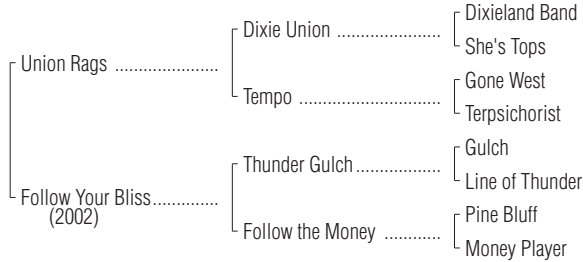 Dixieland Band
Dixie Union ....................
She's Tops
Union Rags ....................
Gone West
Tempo ...........................
Terpsichorist
Gulch
Thunder Gulch................
Line of Thunder
Follow Your Bliss.............
(2002)
Pine Bluff
Follow the Money ...........
Money Player